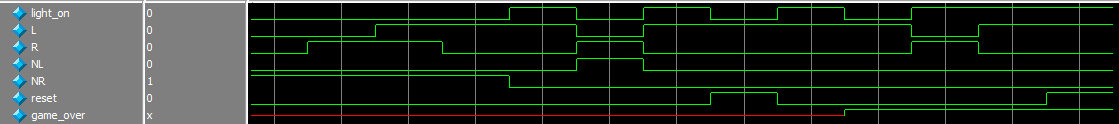 light_on 0
L 0
R 0
NL 0
NR 1
reset 0
game_over x